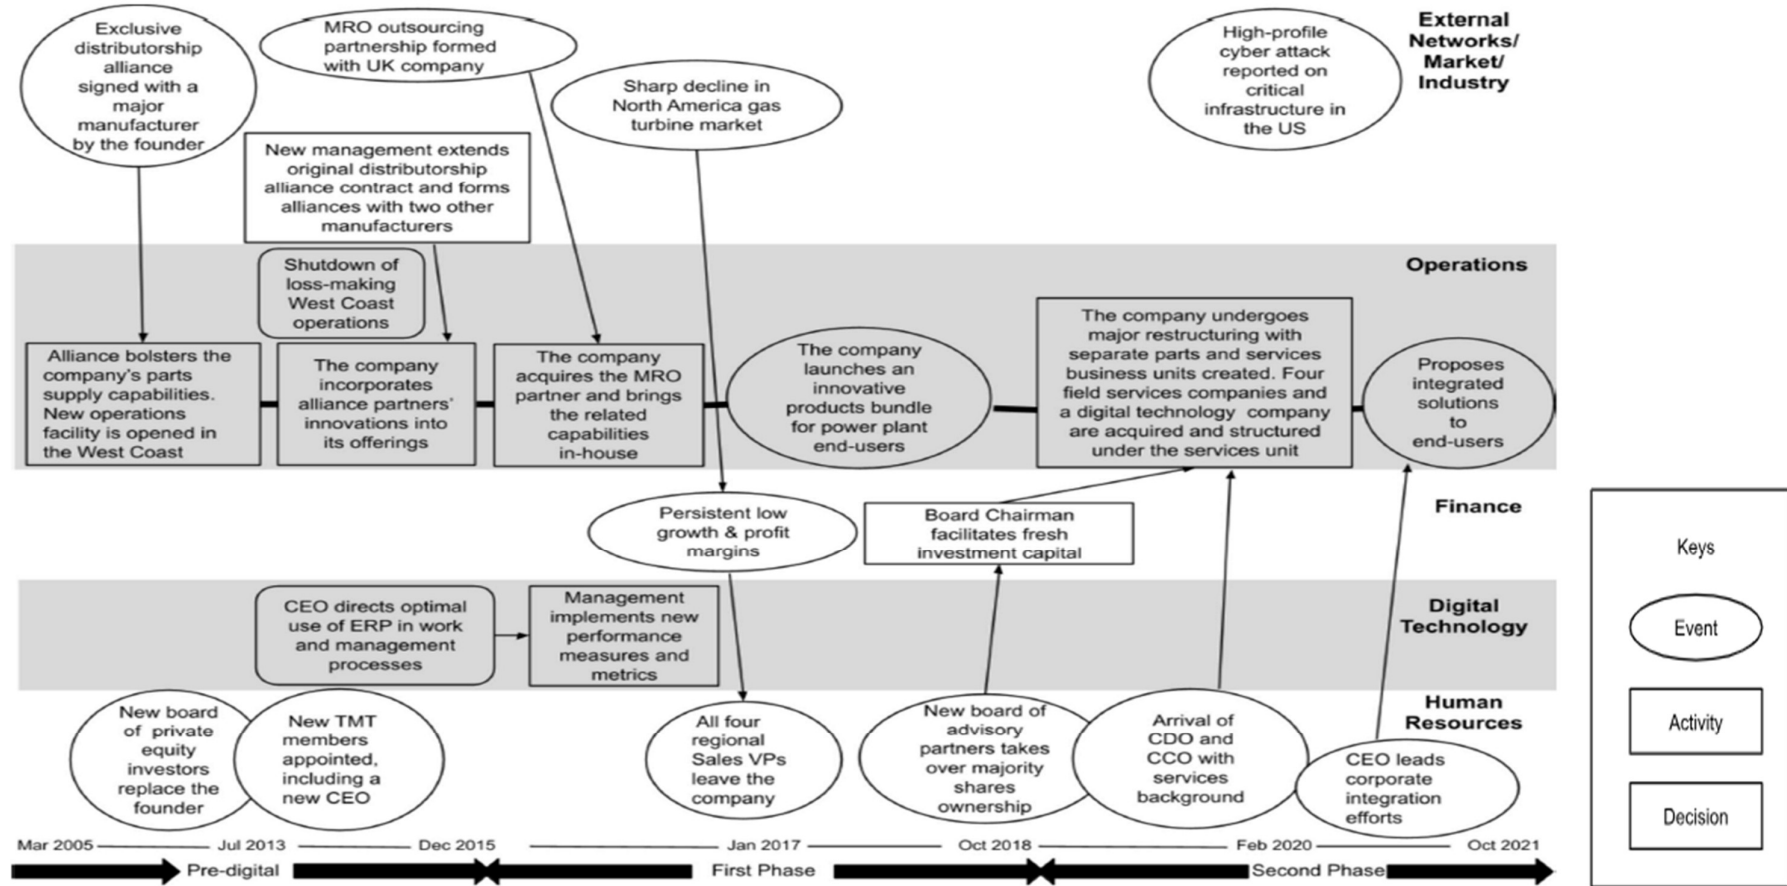 Exclusive
distributorship
alliance
signed with a
major
manufacturer
by the founder
MRO outsourcing
partnership formed
with UK company
Sharp decline in
North America gas
turbine market
High-profile
cyber attack
reported on
critical
infrastructure in
the US
External
Networks/
Market/
Industry
New management extends
original distributorship
alliance contract and forms
alliances with two other
manufacturers
Operations
Shutdown of
loss-making
West Coast
operations
Alliance bolsters the
company's parts
supply capabilities.
New operations
facility is opened in
the West Coast
The company
incorporates
alliance partners'
innovations into
its offerings
The company
acquires the MRO
partner and brings
the related
capabilities
in-house
The company
launches an
innovative
products bundle
for power plant
end-users
The company undergoes
major restructuring with
separate parts and services
business units created. Four
field services companies and
a digital technology company
are acquired and structured
under the services unit
Proposes
integrated
solutions
to
end-users
Finance
Persistent low
growth & profit
margins
Board Chairman
facilitates fresh
investment capital
Digital
Technology
CEO directs optimal
use of ERP in work
and management
processes
Management
implements new
performance
measures and
metrics
Human
Resources
New board
of private
equity
investors
replace the
founder
New TMT
members
appointed,
including a
new CEO
All four
regional
Sales VPs
leave the
company
New board of
advisory
partners takes
over majority
shares
ownership
Arrival of
CDO and
CCO with
services
background
CEO leads
corporate
integration
efforts
Mar 2005
Jul 2013
Dec 2015
Jan 2017
Oct 2018
Feb 2020
Oct 2021
Pre-digital
First Phase
Second Phase
Keys
Event
Activity
Decision